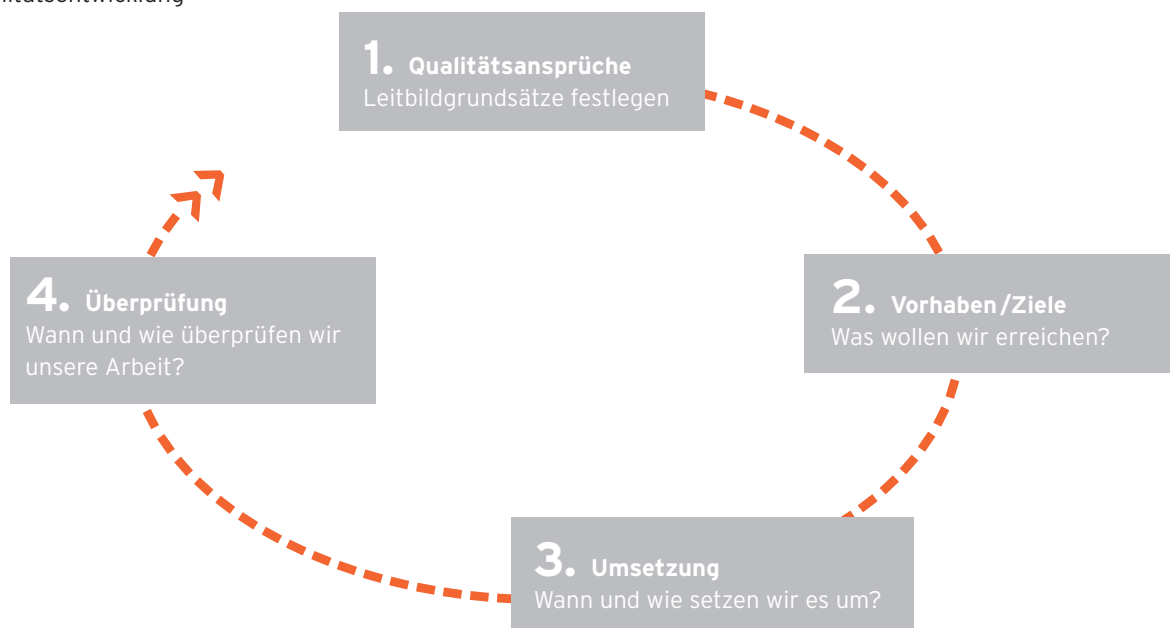 1. Qualitätsansprüche
Leitbildgrundsätze festlegen
2. Vorhaben/Ziele
Was wollen wir erreichen?
3. Umsetzung
Wann und wie setzen wir es um?
4. Überprüfung
Wann und wie überprüfen wir
unsere Arbeit?